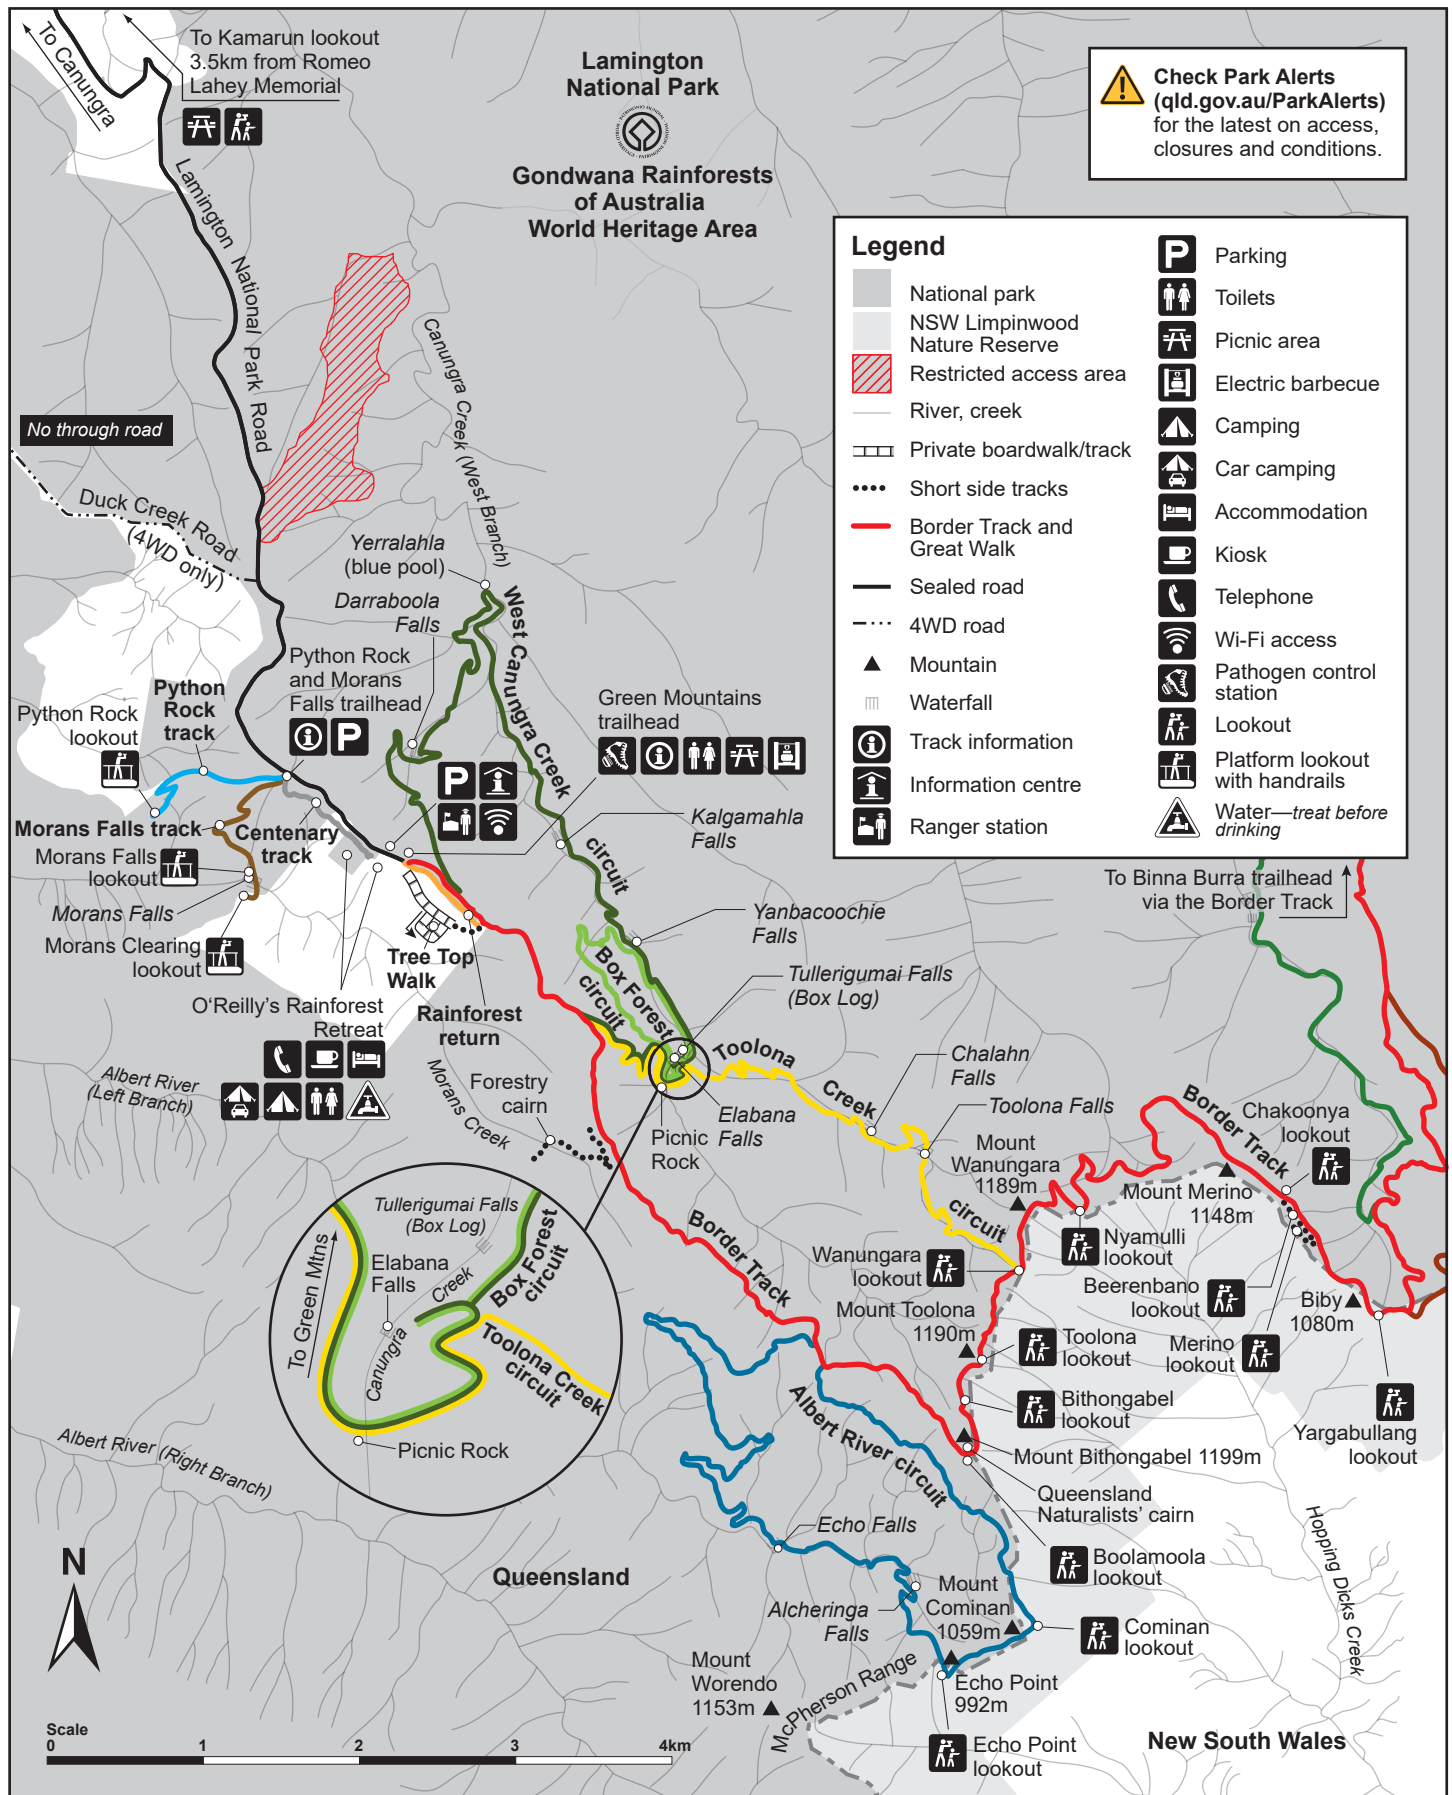 To Canungra
To Kamarun lookout
3.5km from Romeo
Lahey Memorial
Lamington
National Park
Gondwana Rainforests
of Australia
World Heritage Area
Check Park Alerts
(qld.gov.au/ParkAlerts)
for the latest on access,
closures and conditions.
Legend
National park
NSW Limpinwood
Nature Reserve
Restricted access area
River, creek
Private boardwalk/track
Short side tracks
Border Track and
Great Walk
Sealed road
4WD road
Mountain
Waterfall
Track information
Information centre
Ranger station
P Parking
Toilets
Picnic area
Electric barbecue
Camping
Car camping
Accommodation
Kiosk
Telephone
Wi-Fi access
Pathogen control
station
Lookout
Platform lookout
with handrails
Water—treat before
drinking
Lamington National Park Road
No through road
Duck Creek Road
(4WD only)
Canungra Creek (West Branch)
Yerralahla
(blue pool)
Darraboola
Falls
West Canungra Creek
circuit
Python Rock
and Morans
Falls trailhead
P
Python
Rock
track
Python Rock
lookout
Green Mountains
trailhead
P
Morans Falls track
Centenary
track
Morans Falls
lookout
Morans Falls
Morans Clearing
lookout
Kalgamahla
Falls
Yanbacoochie
Falls
Tree Top
Walk
Box Forest
circuit
Tullerigumai Falls
(Box Log)
O'Reilly's Rainforest
Retreat
Rainforest
return
To Binna Burra trailhead
via the Border Track
Albert River
(Left Branch)
Morans Creek
Forestry
cairn
Toolona
Creek
circuit
Chalahn
Falls
Toolona Falls
Elabana
Falls
Picnic
Rock
Mount
Wanungara
1189m
Border Track
Chakoonya
lookout
Mount Merino
1148m
Nyamulli
lookout
Wanungara
lookout
Beerenbano
lookout
Biby
1080m
Merino
lookout
Yargabullang
lookout
Mount Toolona
1190m
Toolona
lookout
Bithongabel
lookout
Mount Bithongabel 1199m
Queensland
Naturalists' cairn
Boolamoola
lookout
Border Track
Tullerigumai Falls
(Box Log)
Elabana
Falls
Creek
Canungra
Box Forest
circuit
To Green Mtns
Toolona Creek
circuit
Picnic Rock
Albert River (Right Branch)
Albert River circuit
Echo Falls
Queensland
Alcheringa
Falls
Mount
Cominan
1059m
Cominan
lookout
Hopping Dicks Creek
Mount
Worendo
1153m
McPherson Range
Echo Point
992m
Echo Point
lookout
New South Wales
N
Scale
0 1 2 3 4km